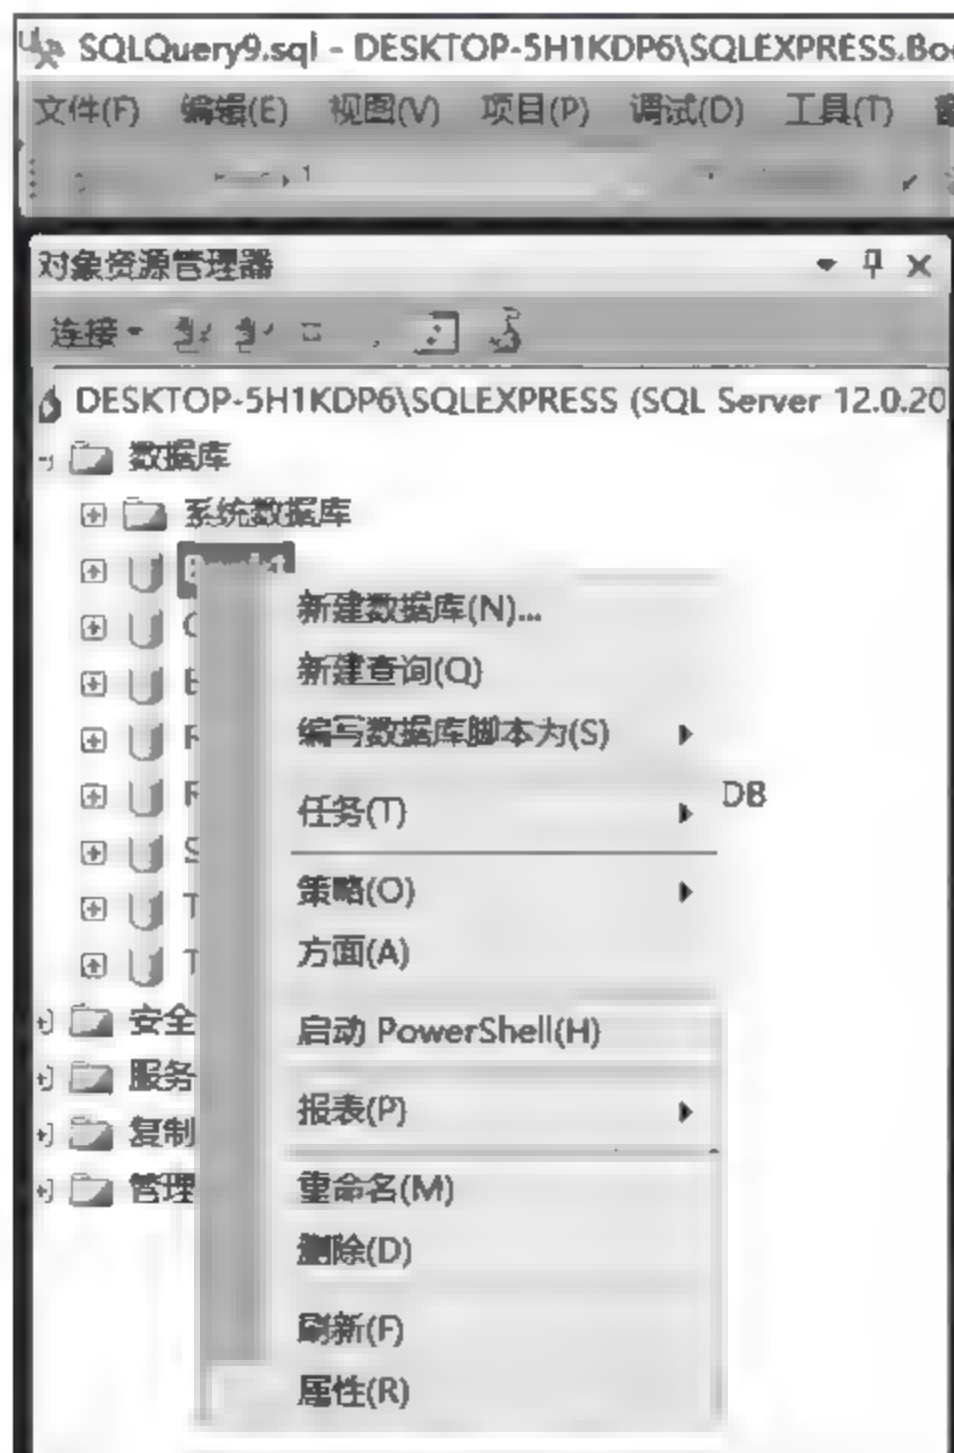 SQLQuery9.sql - DESKTOP-5H1KDP6\SQLEXPRESS.Bo
文件(F) 编辑(E) 视图(V) 项目(P) 调试(D) 工具(T)
对象资源管理器
连接
DESKTOP-5H1KDP6\SQLEXPRESS (SQL Server 12.0.20
数据库
系统数据库
新建数据库(N)...
新建查询(Q)
编写数据库脚本为(S)
DB
任务(T)
策略(O)
方面(A)
安全
启动 PowerShell(H)
服务
报表(P)
复制
管理
重命名(M)
删除(D)
刷新(F)
属性(R)